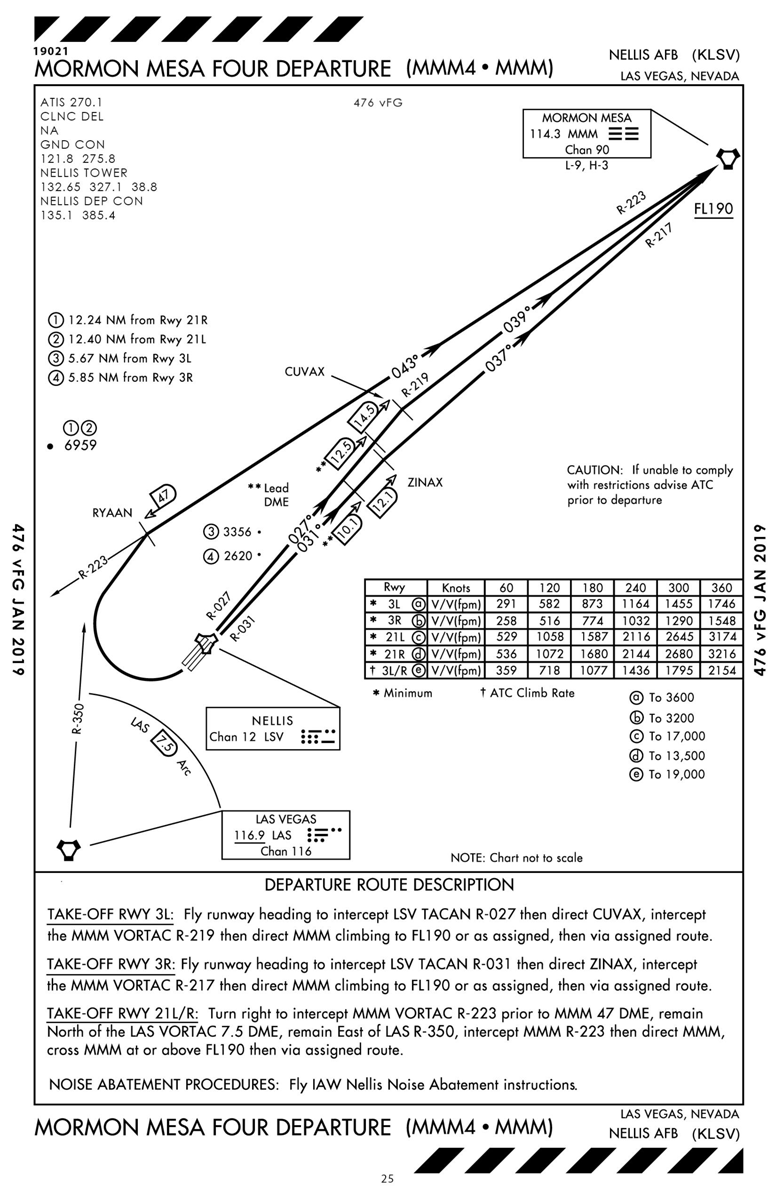 19021
MORMON MESA FOUR DEPARTURE (MMM4 • MMM)
NELLIS AFB (KLSV)
LAS VEGAS, NEVADA
ATIS 270.1
CLNC DEL
NA
GND CON
121.8 275.8
NELLIS TOWER
132.65 327.1 38.8
NELLIS DEP CON
135.1 385.4
476 vFG
MORMON MESA
114.3 MMM
Chan 90
L-9, H-3
FL190
R-223
R-217
039°
037°
043°
① 12.24 NM from Rwy 21R
② 12.40 NM from Rwy 21L
③ 5.67 NM from Rwy 3L
④ 5.85 NM from Rwy 3R
CUVAX
R-219
14.5
①②
• 6959
** 12.5
ZINAX
12.1
** Lead
DME
** 10.1
CAUTION: If unable to comply
with restrictions advise ATC
prior to departure
47
RYAAN
R-223
③ 3356 •
④ 2620 •
027°
031°
R-027
R-031
Rwy Knots 60 120 180 240 300 360
* 3L ⓐ V/V(fpm) 291 582 873 1164 1455 1746
* 3R ⓑ V/V(fpm) 258 516 774 1032 1290 1548
* 21L ⓒ V/V(fpm) 529 1058 1587 2116 2645 3174
* 21R ⓓ V/V(fpm) 536 1072 1680 2144 2680 3216
† 3L/R ⓔ V/V(fpm) 359 718 1077 1436 1795 2154
* Minimum † ATC Climb Rate
ⓐ To 3600
ⓑ To 3200
ⓒ To 17,000
ⓓ To 13,500
ⓔ To 19,000
R-350
LAS 7.5 Arc
NELLIS
Chan 12 LSV
LAS VEGAS
116.9 LAS
Chan 116
NOTE: Chart not to scale
476 vFG JAN 2019
476 vFG JAN 2019
DEPARTURE ROUTE DESCRIPTION
TAKE-OFF RWY 3L: Fly runway heading to intercept LSV TACAN R-027 then direct CUVAX, intercept
the MMM VORTAC R-219 then direct MMM climbing to FL190 or as assigned, then via assigned route.
TAKE-OFF RWY 3R: Fly runway heading to intercept LSV TACAN R-031 then direct ZINAX, intercept
the MMM VORTAC R-217 then direct MMM climbing to FL190 or as assigned, then via assigned route.
TAKE-OFF RWY 21L/R: Turn right to intercept MMM VORTAC R-223 prior to MMM 47 DME, remain
North of the LAS VORTAC 7.5 DME, remain East of LAS R-350, intercept MMM R-223 then direct MMM,
cross MMM at or above FL190 then via assigned route.
NOISE ABATEMENT PROCEDURES: Fly IAW Nellis Noise Abatement instructions.
MORMON MESA FOUR DEPARTURE (MMM4 • MMM)
LAS VEGAS, NEVADA
NELLIS AFB (KLSV)
25